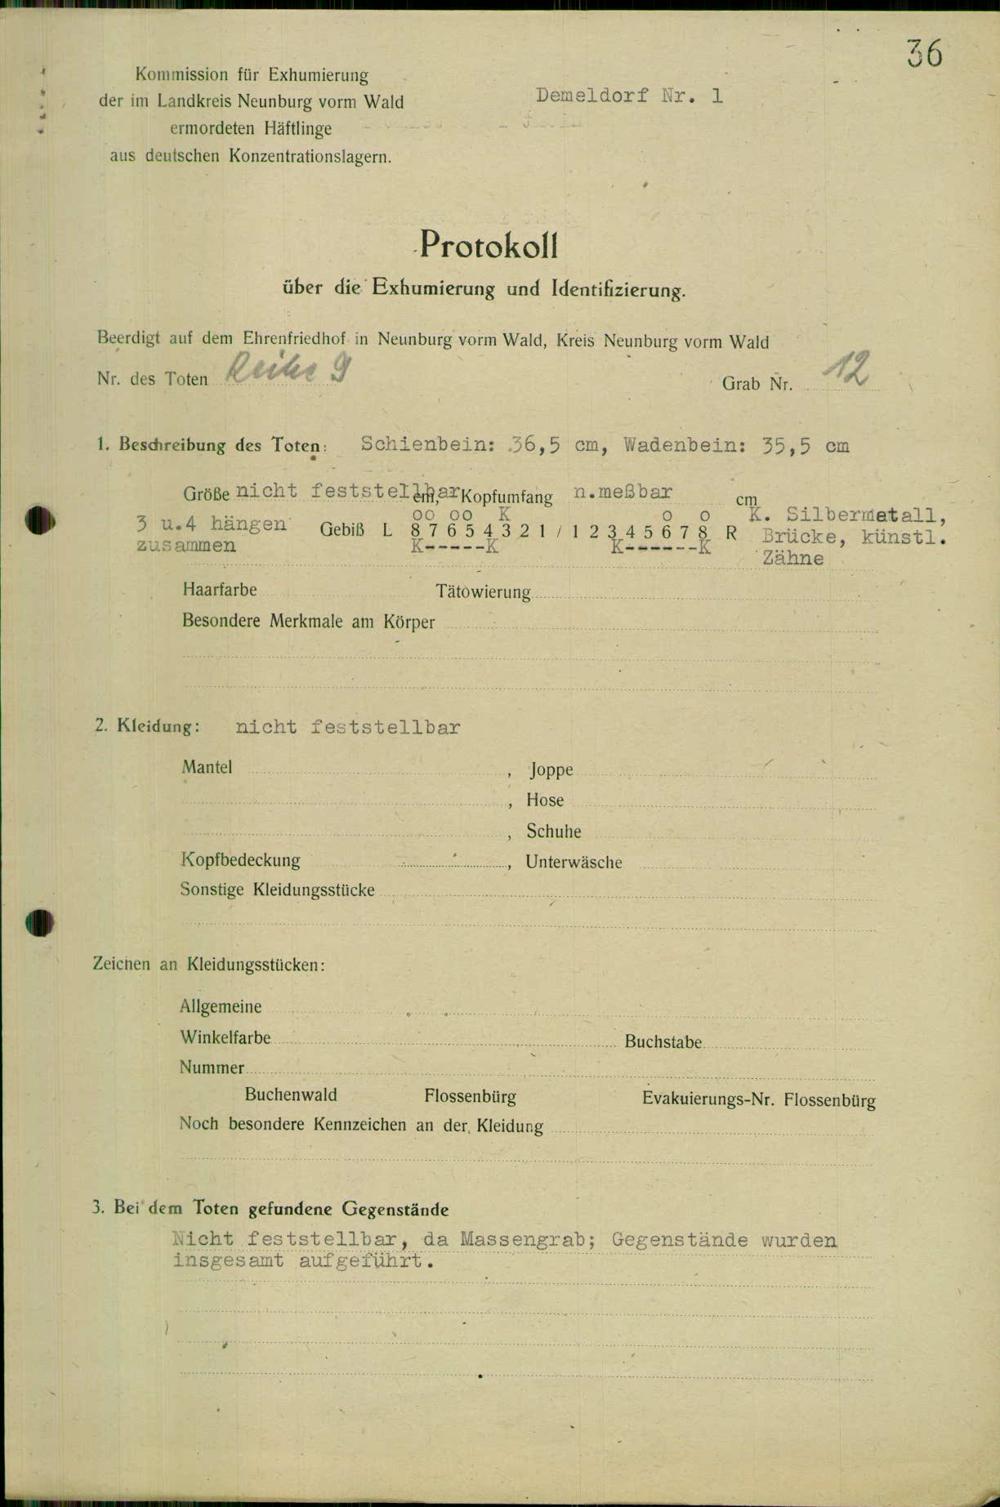 36
Kommission für Exhumierung
der im Landkreis Neunburg vorm Wald
ermordeten Häftlinge
aus deutschen Konzentrationslagern.
Demeldorf Nr. 1
Protokoll
über die Exhumierung und Identifizierung.
Beerdigt auf dem Ehrenfriedhof in Neunburg vorm Wald, Kreis Neunburg vorm Wald
Nr. des Toten Reihe 9 Grab Nr. 12
1. Beschreibung des Toten: Schienbein: 36,5 cm, Wadenbein: 35,5 cm
Größe nicht feststellbar cm, Kopfumfang n.meßbar cm
oo oo K o o K. Silbermetall,
3 u.4 hängen Gebiß L 8 7 6 5 4 3 2 1 / 1 2 3 4 5 6 7 8 R Brücke, künstl.
zusammen K-----K K------K Zähne
Haarfarbe Tätowierung
Besondere Merkmale am Körper
2. Kleidung: nicht feststellbar
Mantel , Joppe
, Hose
, Schuhe
Kopfbedeckung , Unterwäsche
Sonstige Kleidungsstücke
Zeichen an Kleidungsstücken:
Allgemeine
Winkelfarbe Buchstabe
Nummer
Buchenwald Flossenbürg Evakuierungs-Nr. Flossenbürg
Noch besondere Kennzeichen an der Kleidung
3. Bei dem Toten gefundene Gegenstände
Nicht feststellbar, da Massengrab; Gegenstände wurden
insgesamt aufgeführt.